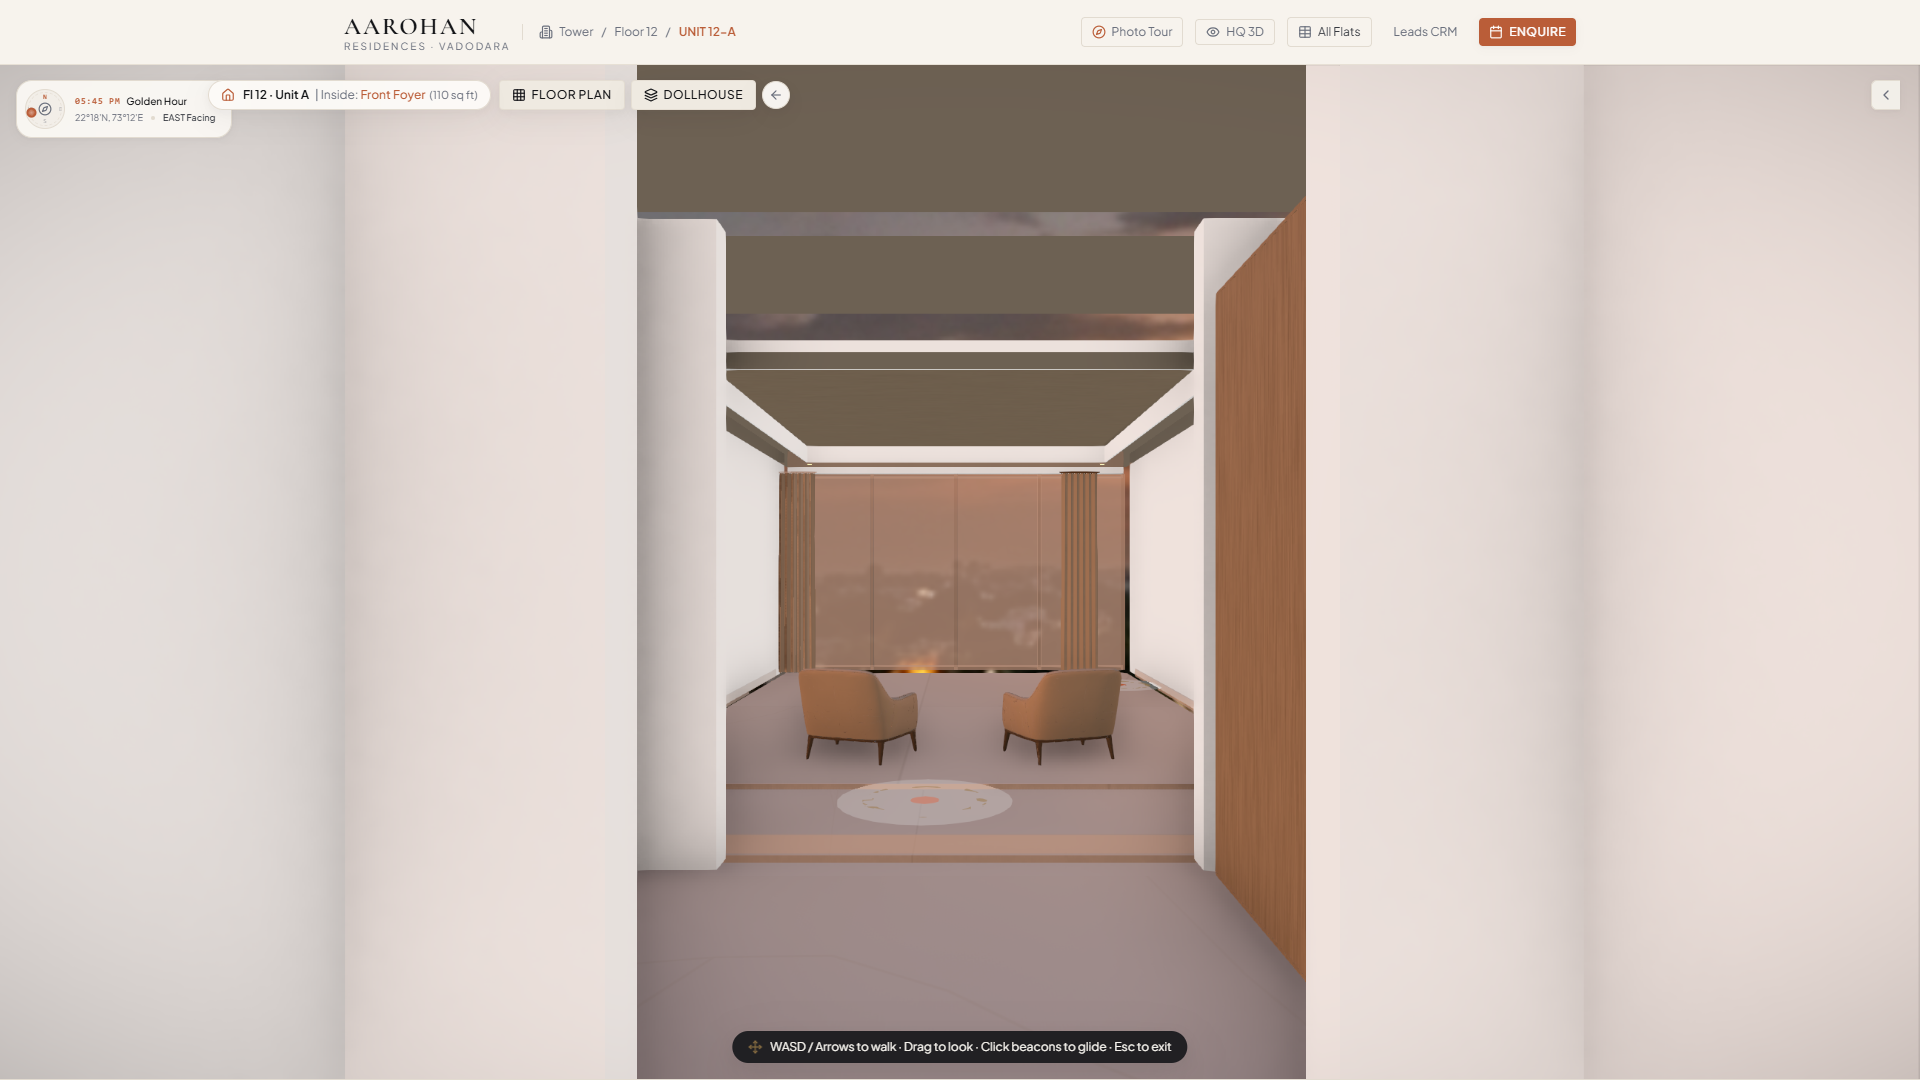 AAROHAN
RESIDENCES · VADODARA
Tower / Floor 12 / UNIT 12-A
Photo Tour
HQ 3D
All Flats
Leads CRM
ENQUIRE
N
05:45 PM Golden Hour
22°18'N, 73°12'E • EAST Facing
Fl 12 · Unit A | Inside: Front Foyer (110 sq ft)
FLOOR PLAN
DOLLHOUSE
WASD / Arrows to walk · Drag to look · Click beacons to glide · Esc to exit